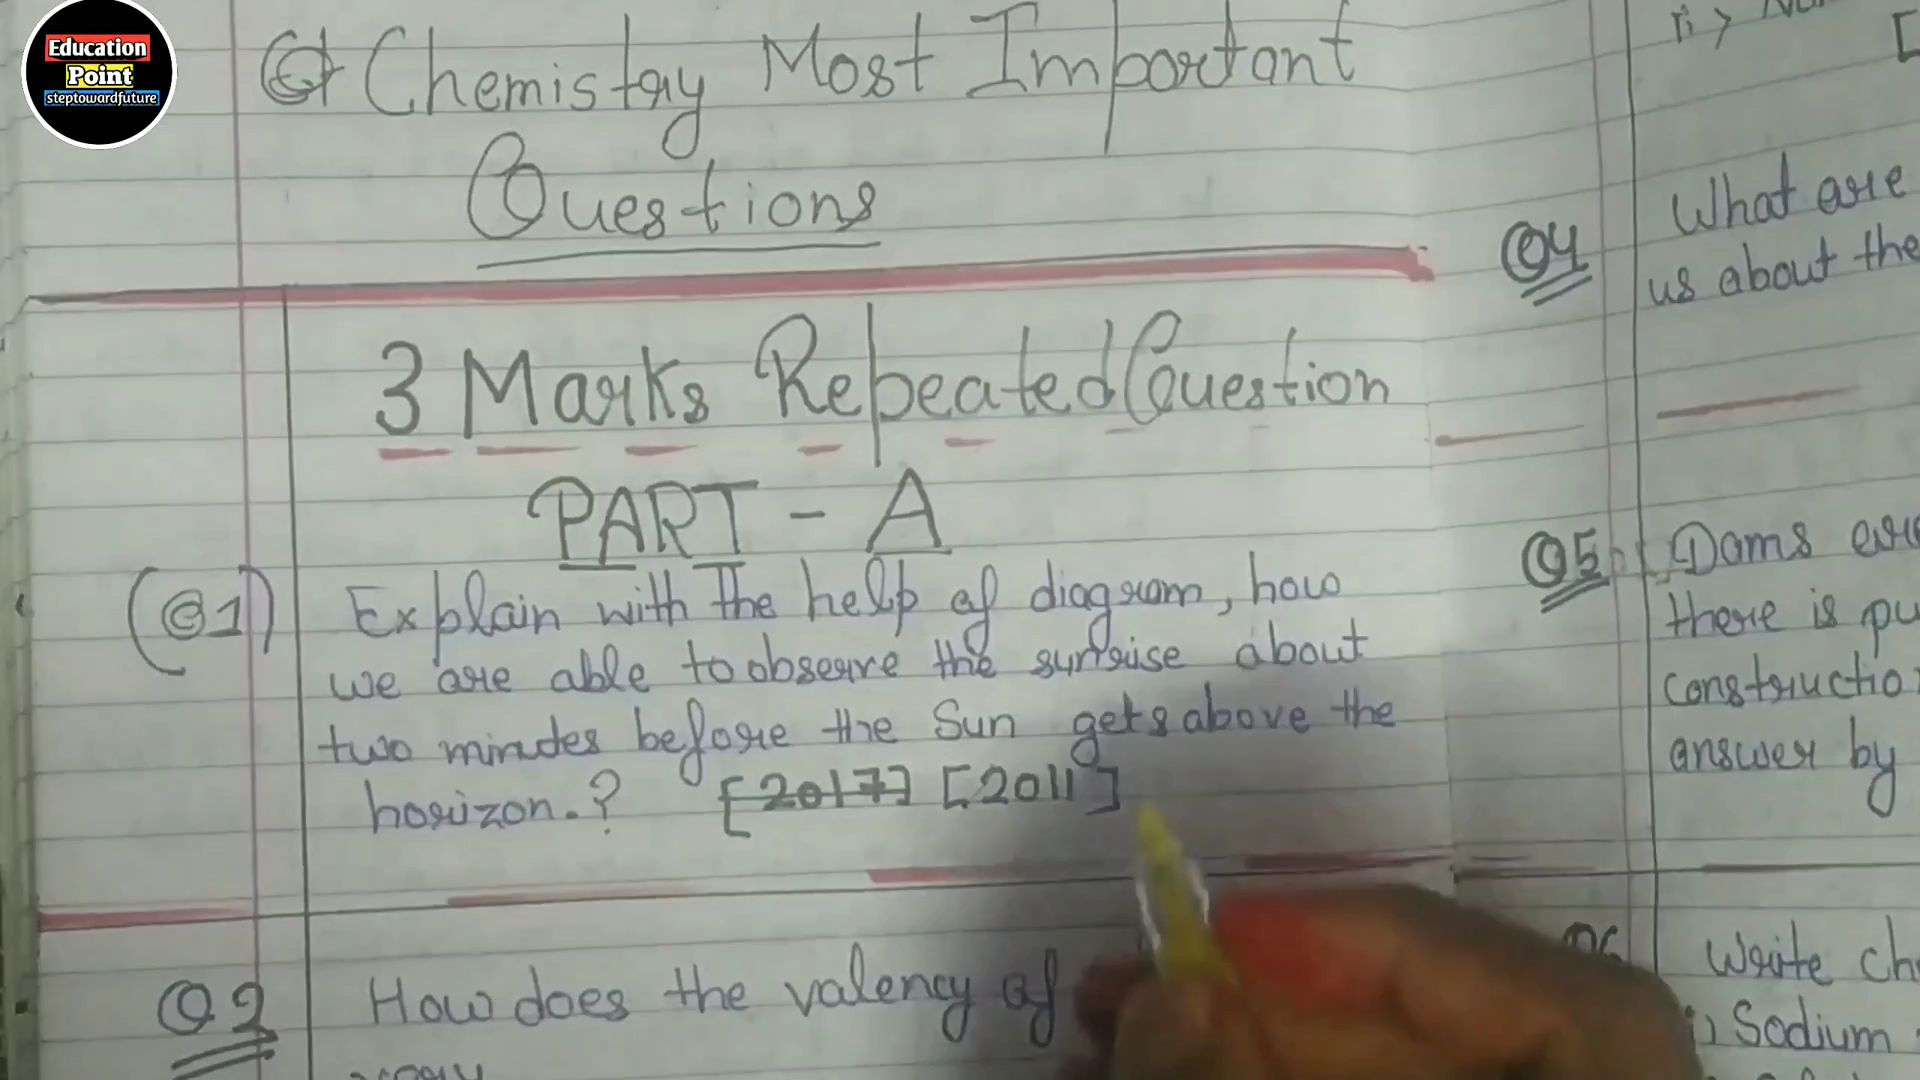 Education
Point
steptowardfuture
Chemistry Most Important
Questions
3 Marks Repeated Question
PART - A
Q1 Explain with the help of diagram, how
we are able to observe the sunrise about
two minutes before the Sun gets above the
horizon.? [2017] [2011]
Q2 How does the valency of
Q4 What are
us about the
Q5 Dams
there is
constructio
answer by
Write
Sodium